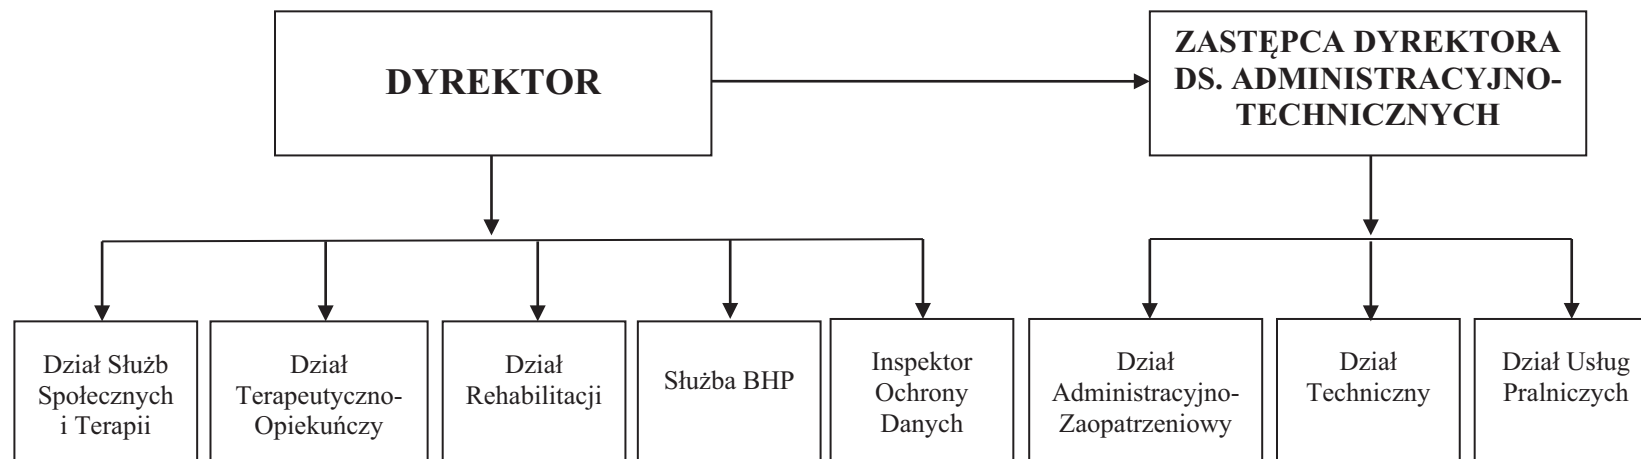 DYREKTOR
ZASTĘPCA DYREKTORA
DS. ADMINISTRACYJNO-
TECHNICZNYCH
Dział Służb
Społecznych
i Terapii
Dział
Terapeutyczno-
Opiekuńczy
Dział
Rehabilitacji
Służba BHP
Inspektor
Ochrony
Danych
Dział
Administracyjno-
Zaopatrzeniowy
Dział
Techniczny
Dział Usług
Pralniczych